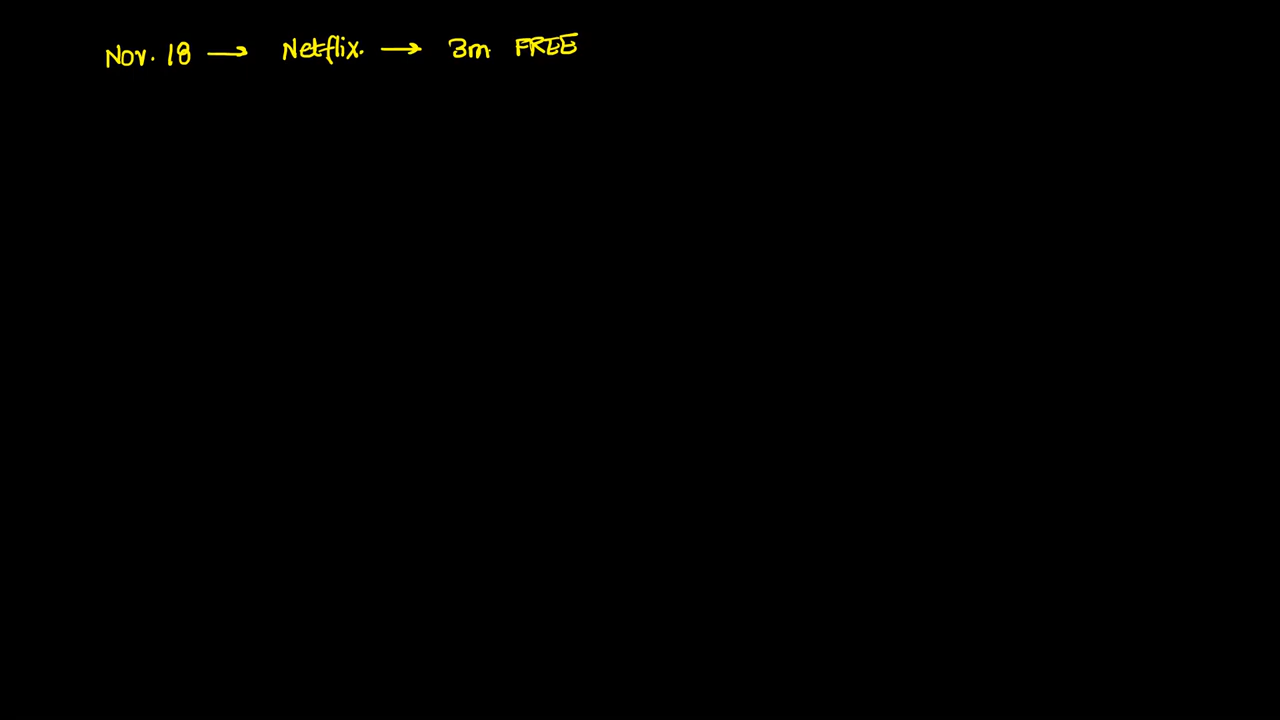 Nov. 18 → Netflix. → 3m FREE